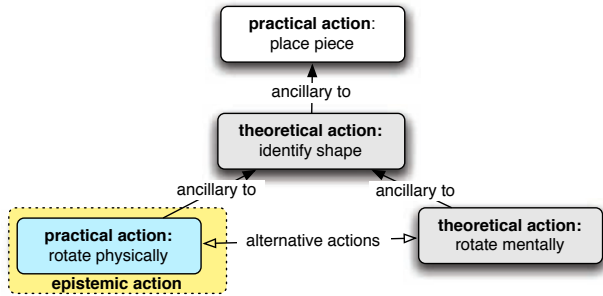 practical action:
place piece
ancillary to
theoretical action:
identify shape
ancillary to
ancillary to
practical action:
rotate physically
epistemic action
alternative actions
theoretical action:
rotate mentally